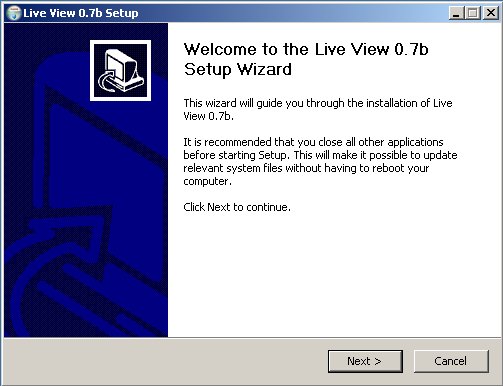 Live View 0.7b Setup
Welcome to the Live View 0.7b
Setup Wizard
This wizard will guide you through the installation of Live
View 0.7b.
It is recommended that you close all other applications
before starting Setup. This will make it possible to update
relevant system files without having to reboot your
computer.
Click Next to continue.
Next >
Cancel